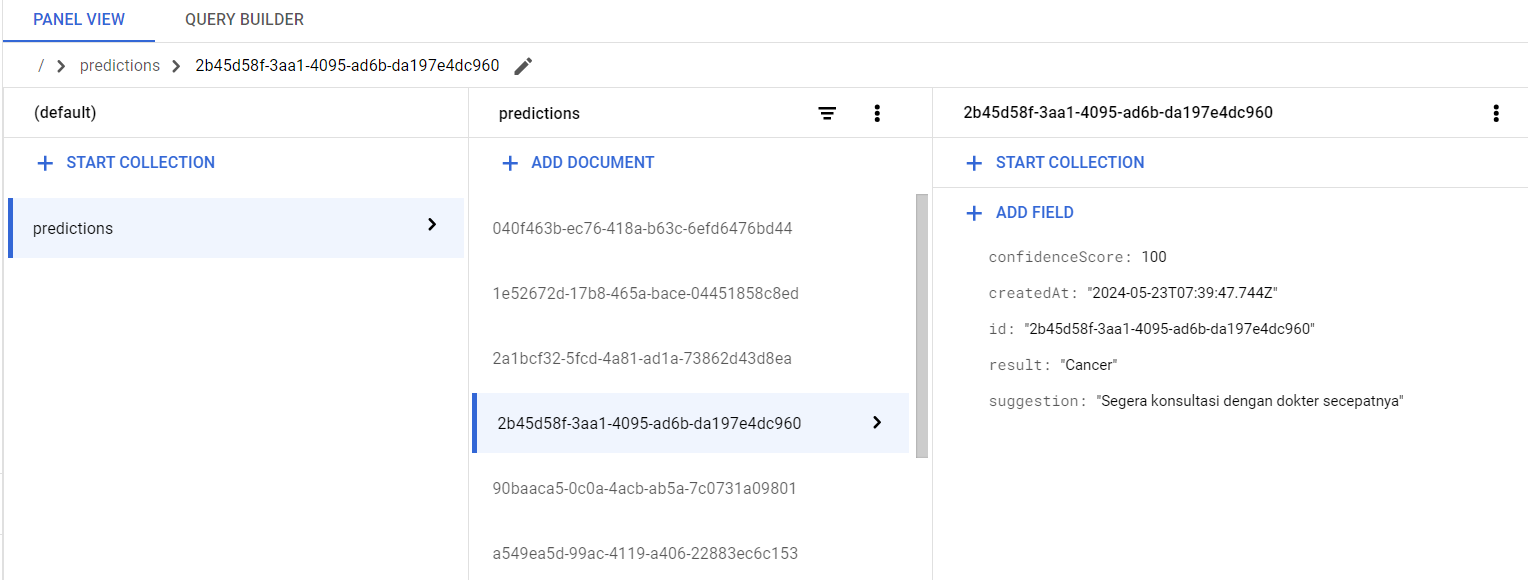 PANEL VIEW QUERY BUILDER
/ predictions 2b45d58f-3aa1-4095-ad6b-da197e4dc960
(default)
START COLLECTION
predictions
predictions
ADD DOCUMENT
040f463b-ec76-418a-b63c-6efd6476bd44
1e52672d-17b8-465a-bace-04451858c8ed
2a1bcf32-5fcd-4a81-ad1a-73862d43d8ea
2b45d58f-3aa1-4095-ad6b-da197e4dc960
90baaca5-0c0a-4acb-ab5a-7c0731a09801
a549ea5d-99ac-4119-a406-22883ec6c153
2b45d58f-3aa1-4095-ad6b-da197e4dc960
START COLLECTION
ADD FIELD
confidenceScore: 100
createdAt: "2024-05-23T07:39:47.744Z"
id: "2b45d58f-3aa1-4095-ad6b-da197e4dc960"
result: "Cancer"
suggestion: "Segera konsultasi dengan dokter secepatnya"